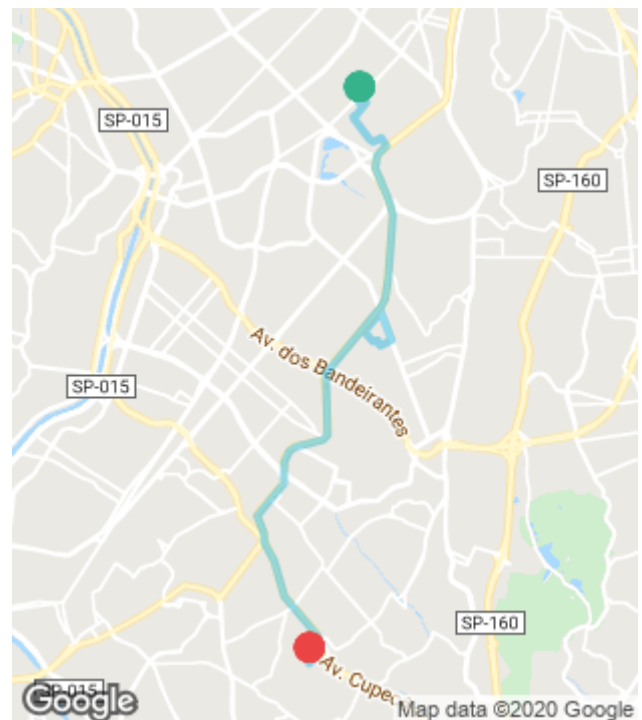 SP-015
SP-160
Av. dos Bandeirantes
SP-015
SP-160
Av. Cupec
SP-015
Google
Map data ©2020 Google